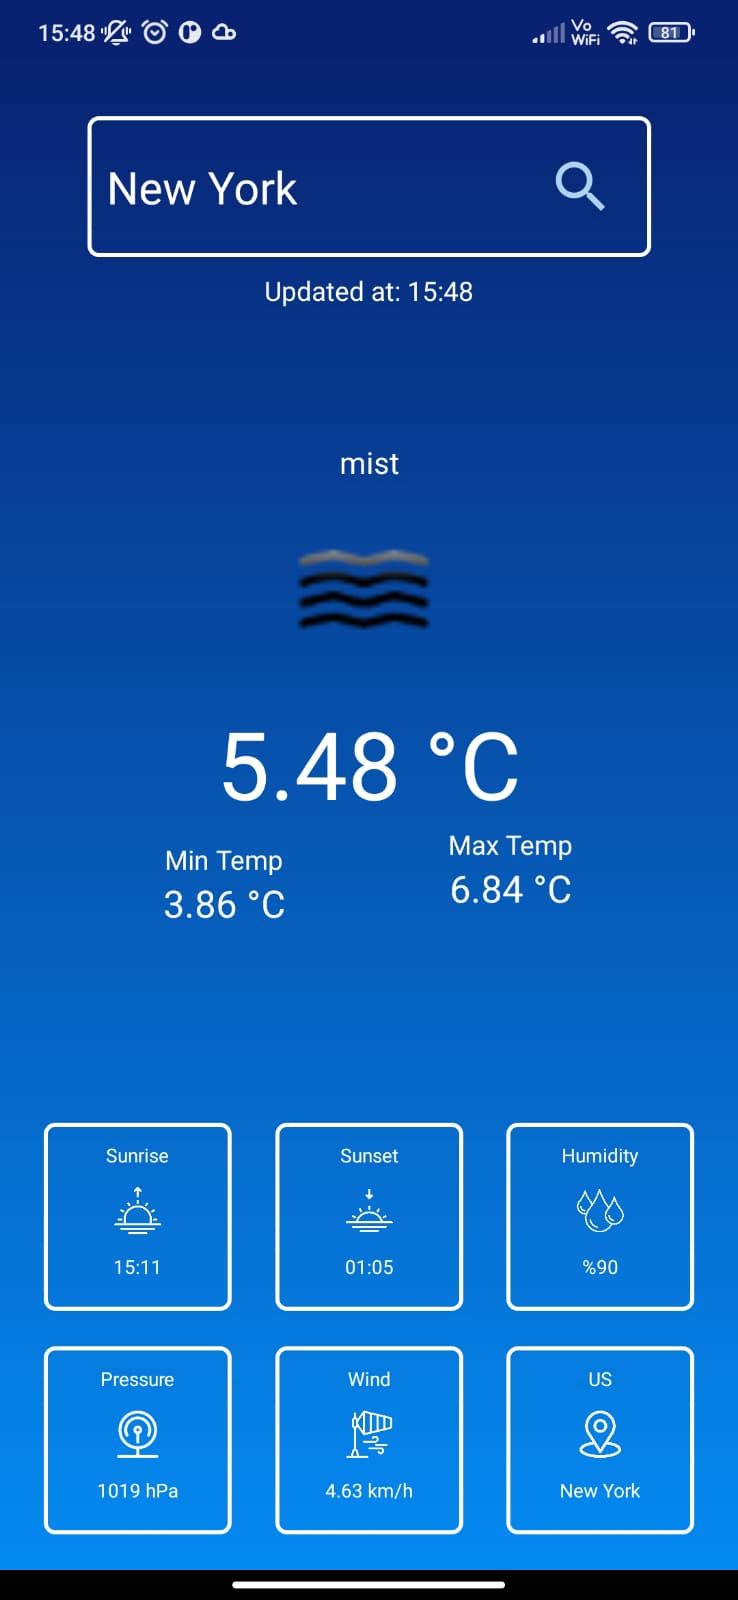 15:48
Vo
WiFi
81
New York
Updated at: 15:48
mist
5.48 °C
Min Temp
Max Temp
3.86 °C
6.84 °C
Sunrise
Sunset
Humidity
15:11
01:05
%90
Pressure
Wind
US
1019 hPa
4.63 km/h
New York